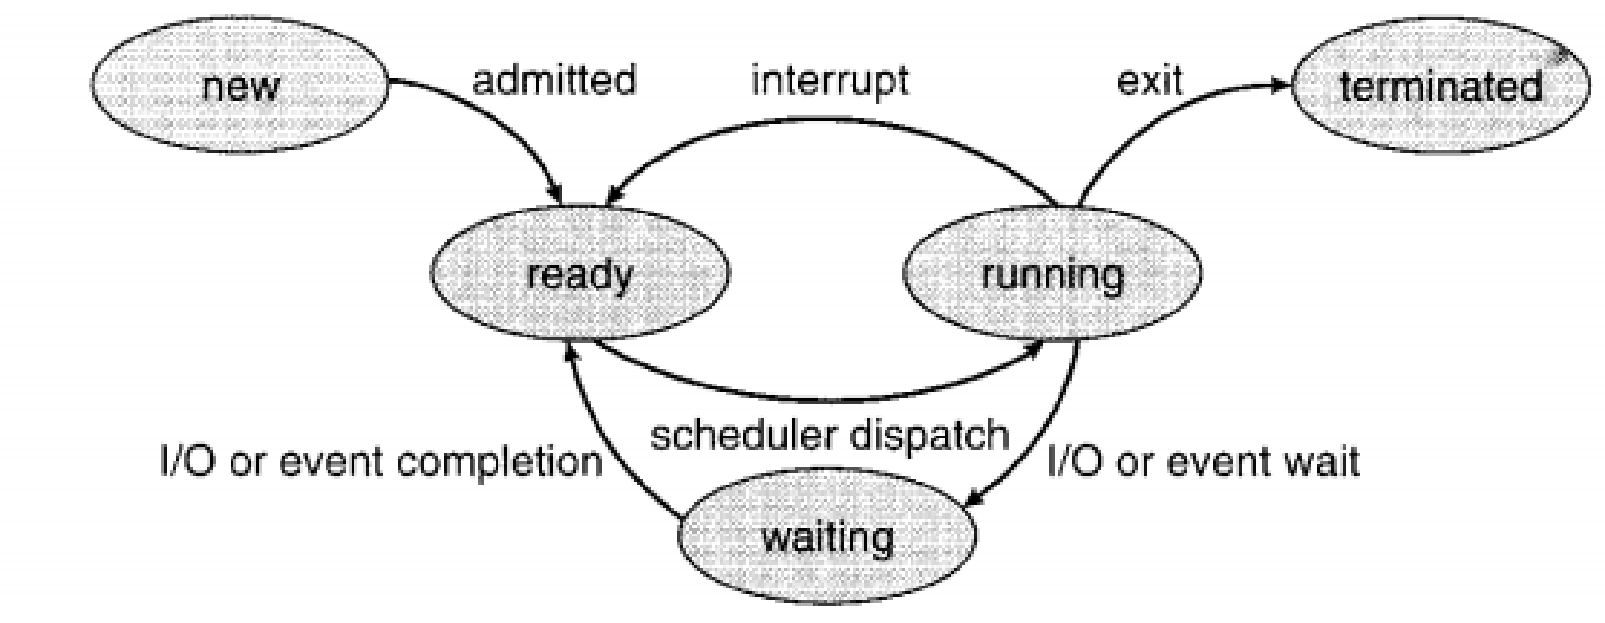 new
admitted
interrupt
exit
terminated
ready
running
scheduler dispatch
I/O or event completion
I/O or event wait
waiting